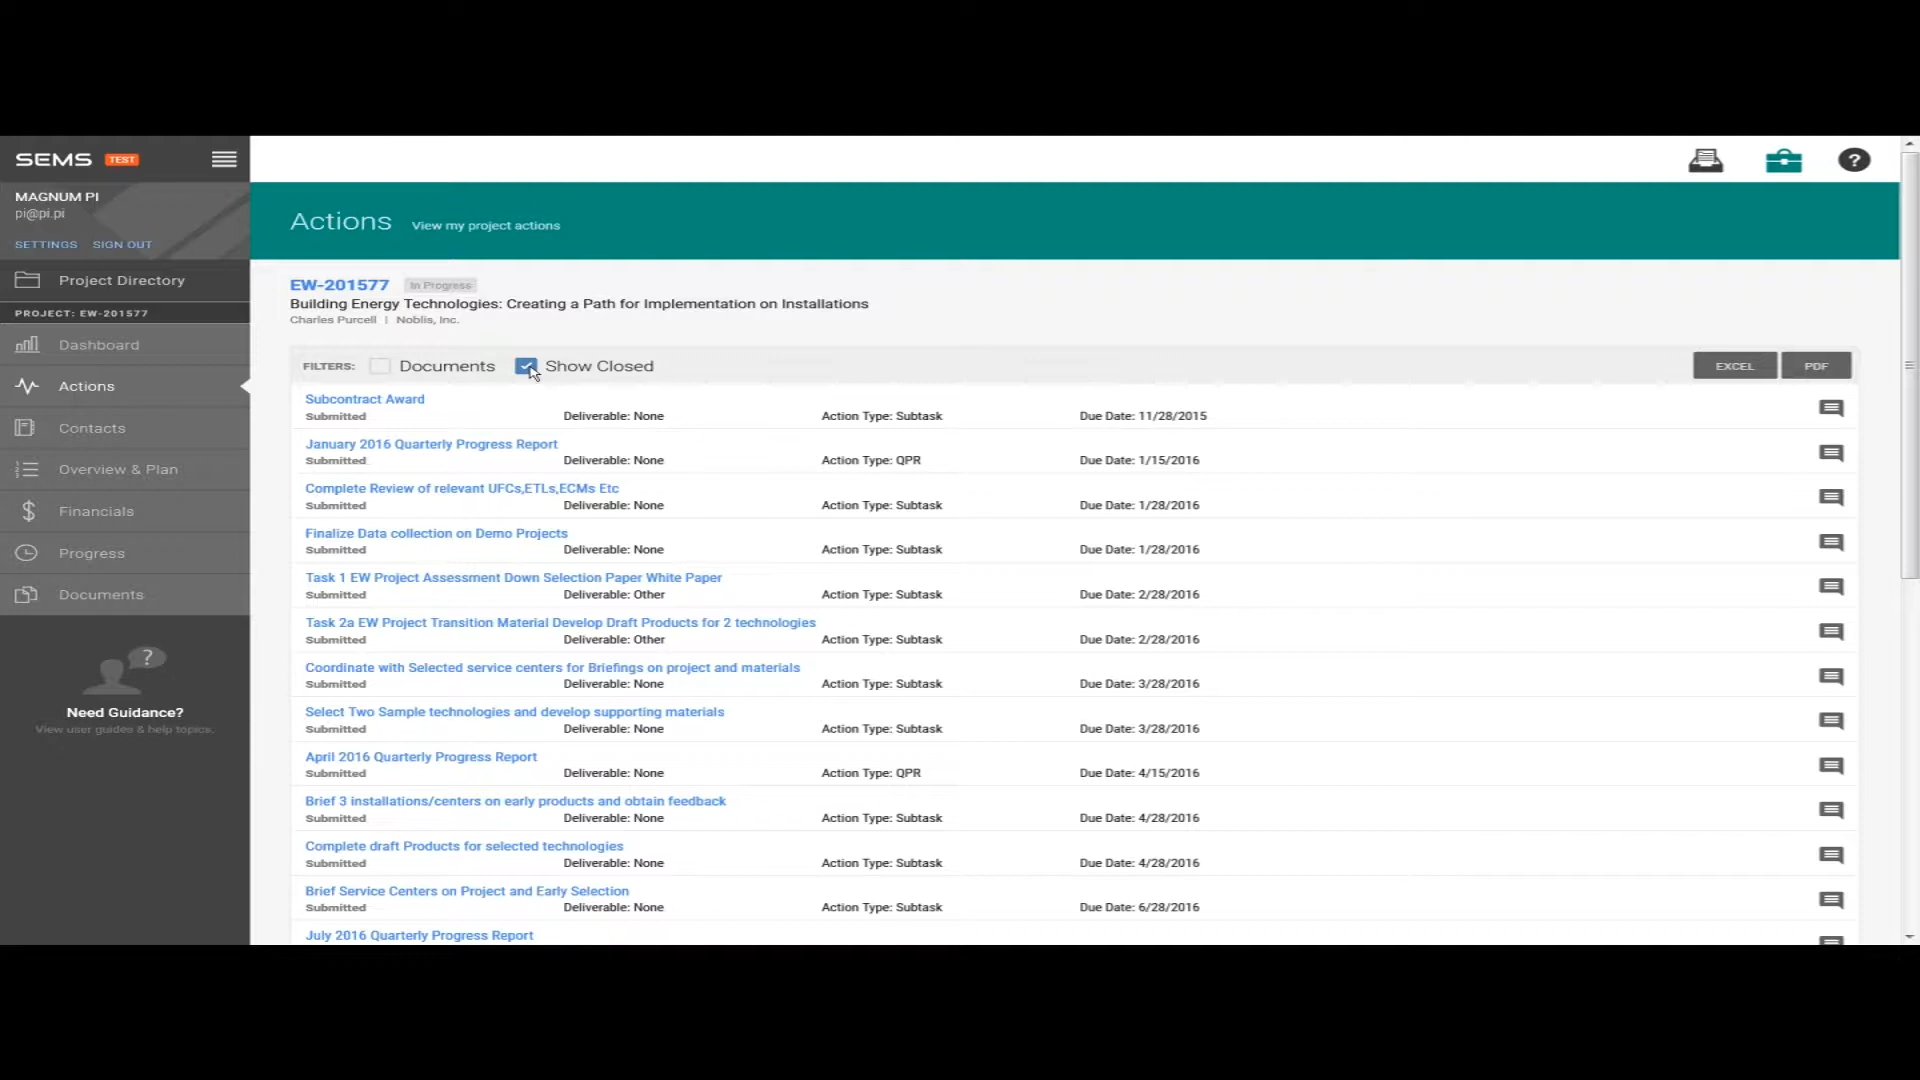 SEMS TEST
MAGNUM PI
pi@pi.pi
SETTINGS SIGN OUT
Project Directory
PROJECT: EW-201577
Dashboard
Actions
Contacts
Overview & Plan
Financials
Progress
Documents
?
Need Guidance?
View user guides & help topics.
?
Actions View my project actions
EW-201577 In Progress
Building Energy Technologies: Creating a Path for Implementation on Installations
Charles Purcell | Noblis, Inc.
FILTERS: Documents Show Closed EXCEL PDF
Subcontract Award
Submitted Deliverable: None Action Type: Subtask Due Date: 11/28/2015
January 2016 Quarterly Progress Report
Submitted Deliverable: None Action Type: QPR Due Date: 1/15/2016
Complete Review of relevant UFCs,ETLs,ECMs Etc
Submitted Deliverable: None Action Type: Subtask Due Date: 1/28/2016
Finalize Data collection on Demo Projects
Submitted Deliverable: None Action Type: Subtask Due Date: 1/28/2016
Task 1 EW Project Assessment Down Selection Paper White Paper
Submitted Deliverable: Other Action Type: Subtask Due Date: 2/28/2016
Task 2a EW Project Transition Material Develop Draft Products for 2 technologies
Submitted Deliverable: Other Action Type: Subtask Due Date: 2/28/2016
Coordinate with Selected service centers for Briefings on project and materials
Submitted Deliverable: None Action Type: Subtask Due Date: 3/28/2016
Select Two Sample technologies and develop supporting materials
Submitted Deliverable: None Action Type: Subtask Due Date: 3/28/2016
April 2016 Quarterly Progress Report
Submitted Deliverable: None Action Type: QPR Due Date: 4/15/2016
Brief 3 installations/centers on early products and obtain feedback
Submitted Deliverable: None Action Type: Subtask Due Date: 4/28/2016
Complete draft Products for selected technologies
Submitted Deliverable: None Action Type: Subtask Due Date: 4/28/2016
Brief Service Centers on Project and Early Selection
Submitted Deliverable: None Action Type: Subtask Due Date: 6/28/2016
July 2016 Quarterly Progress Report